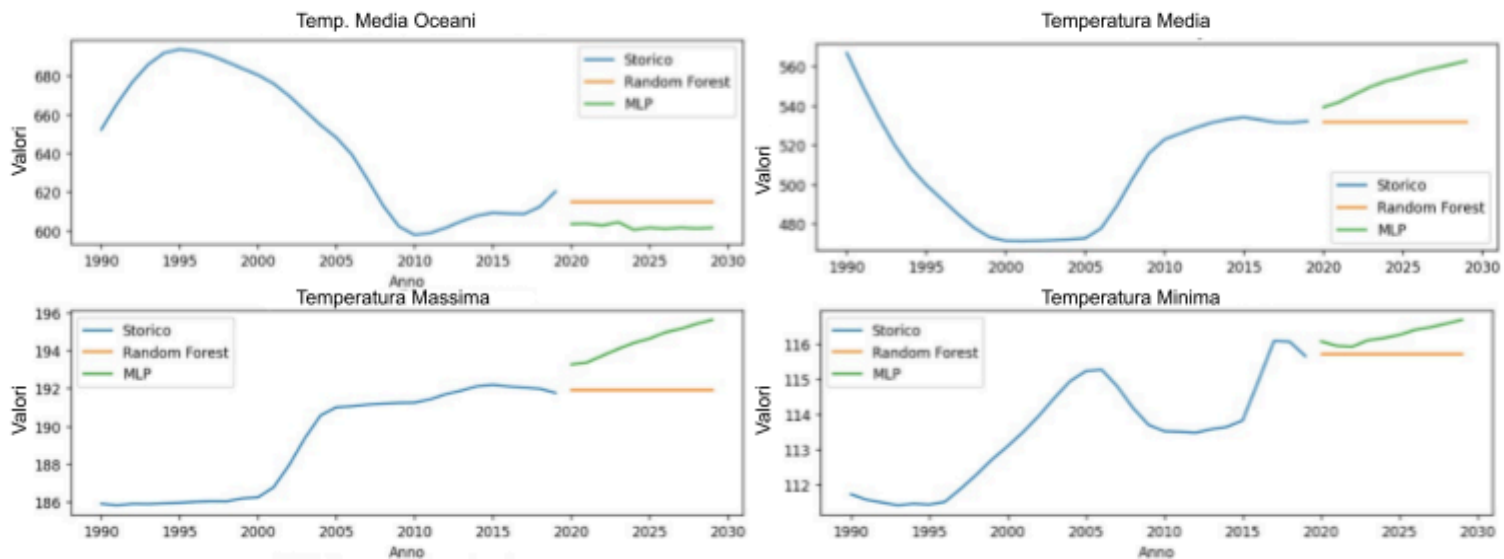 Temp. Media Oceani
Valori
680
660
640
620
600
1990 1995 2000 2005 2010 2015 2020 2025 2030
Anno
Storico
Random Forest
MLP
Temperatura Media
Valori
560
540
520
500
480
1990 1995 2000 2005 2010 2015 2020 2025 2030
Storico
Random Forest
MLP
Temperatura Massima
Valori
196
194
192
190
188
186
1990 1995 2000 2005 2010 2015 2020 2025 2030
Anno
Storico
Random Forest
MLP
Temperatura Minima
Valori
116
115
114
113
112
1990 1995 2000 2005 2010 2015 2020 2025 2030
Anno
Storico
Random Forest
MLP